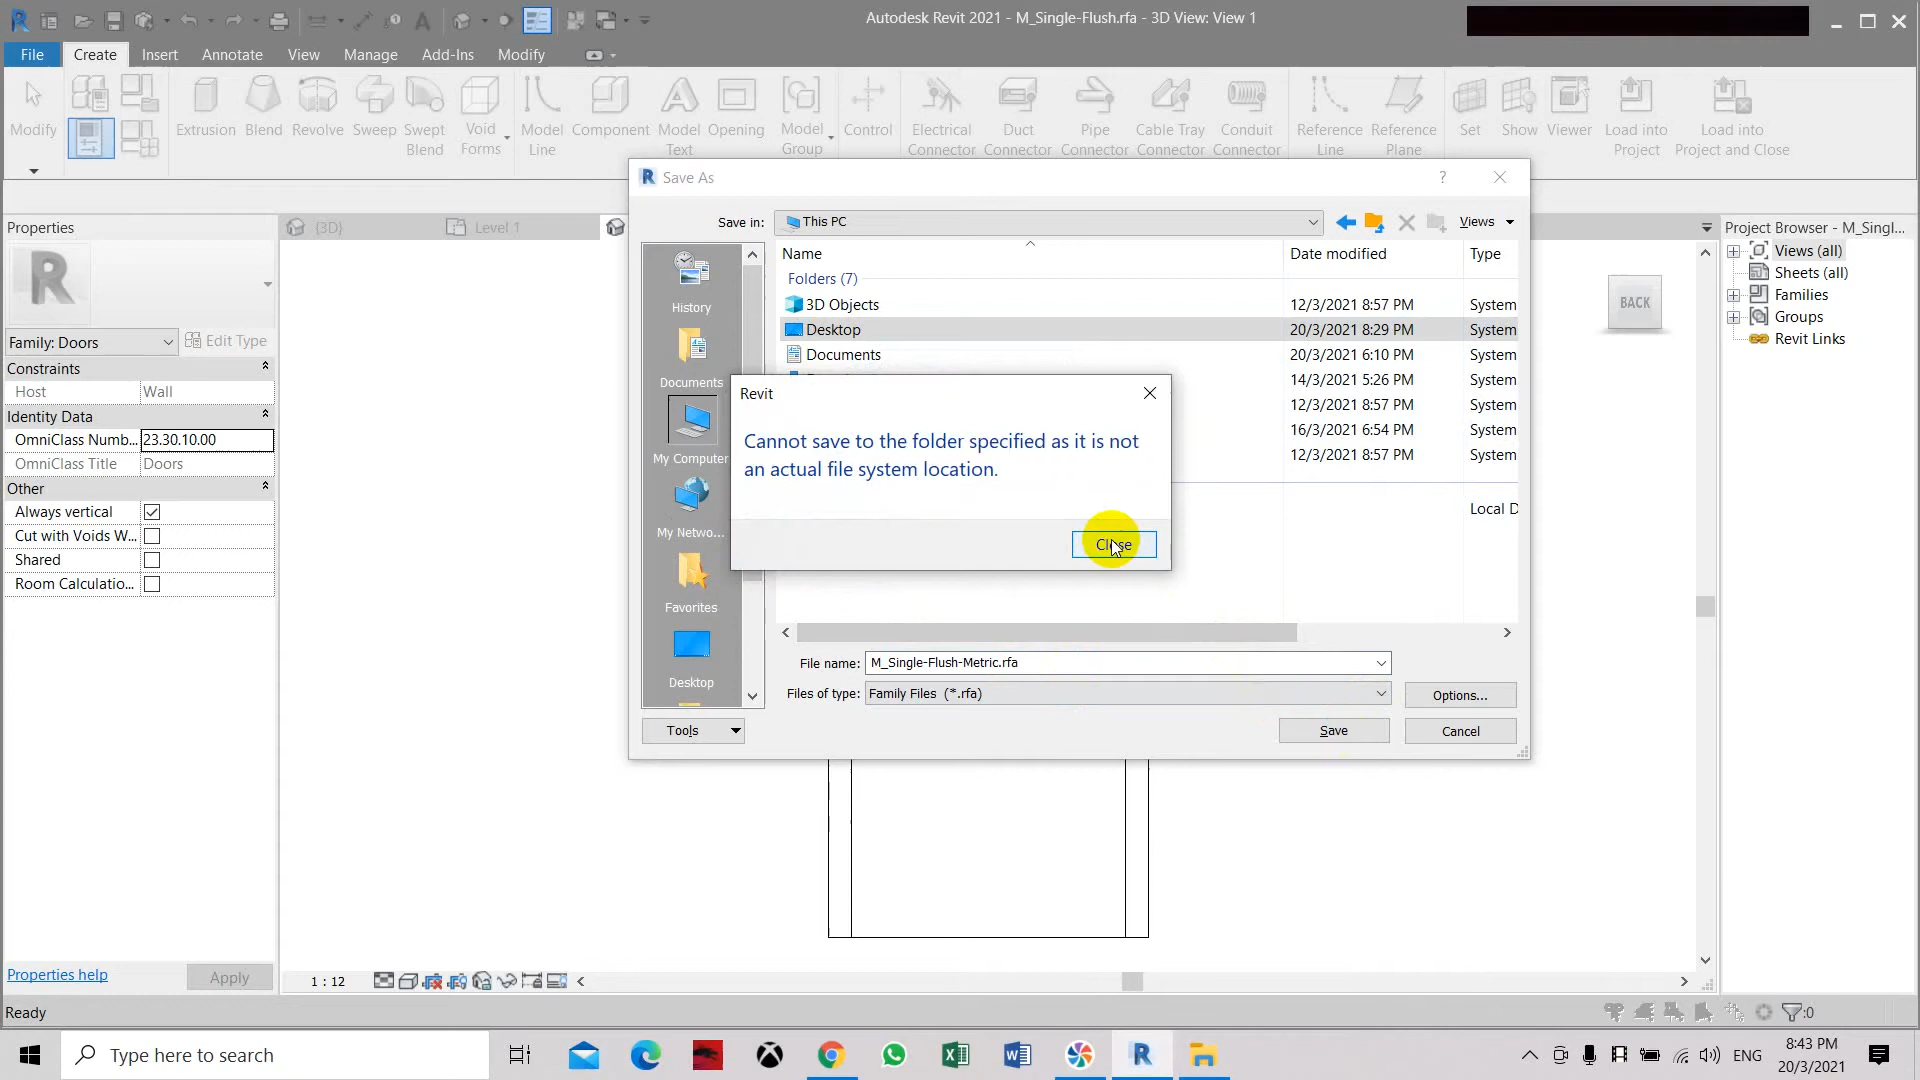 Autodesk Revit 2021 - M_Single-Flush.rfa - 3D View: View 1
File Create Insert Annotate View Manage Add-Ins Modify
Modify
Extrusion
Blend
Revolve
Sweep
Swept
Blend
Void
Forms
Model
Line
Component
Model
Text
Opening
Model
Group
Control
Electrical
Connector
Duct
Connector
Pipe
Connector
Cable Tray
Connector
Conduit
Connector
Reference
Line
Reference
Plane
Set
Show
Viewer
Load into
Project
Load into
Project and Close
Properties
R
Family: Doors
Edit Type
Constraints
Host Wall
Identity Data
OmniClass Numb... 23.30.10.00
OmniClass Title Doors
Other
Always vertical
Cut with Voids W...
Shared
Room Calculatio...
Properties help
Apply
{3D}
Level 1
Save As
?
Save in: This PC
Views
History
Documents
My Computer
My Netwo...
Favorites
Desktop
Name Date modified Type
Folders (7)
3D Objects 12/3/2021 8:57 PM System
Desktop 20/3/2021 8:29 PM System
Documents 20/3/2021 6:10 PM System
14/3/2021 5:26 PM System
12/3/2021 8:57 PM System
16/3/2021 6:54 PM System
12/3/2021 8:57 PM System
Local D
Revit
Cannot save to the folder specified as it is not
an actual file system location.
Close
File name: M_Single-Flush-Metric.rfa
Files of type: Family Files (*.rfa)
Options...
Tools
Save
Cancel
BACK
Project Browser - M_Singl...
Views (all)
Sheets (all)
Families
Groups
Revit Links
1 : 12
Ready
:0
Type here to search
ENG
8:43 PM
20/3/2021